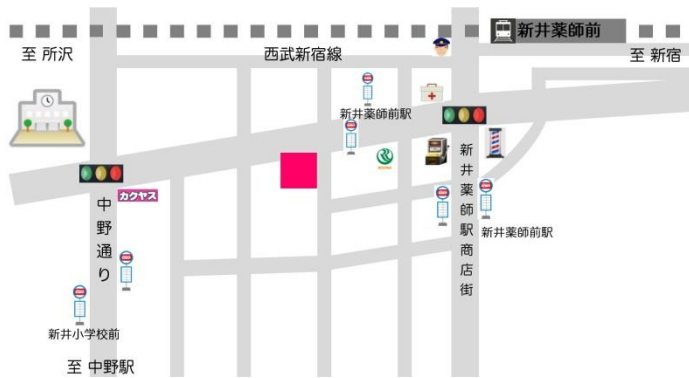 新井薬師前
至 所沢
西武新宿線
至 新宿
新井薬師前駅
カクヤス
中野通り
新井薬師駅商店街
新井薬師前駅
新井小学校前
至 中野駅